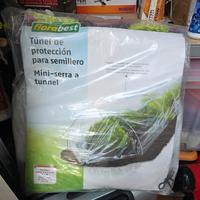 florabest
Túnel de
protección
para semillero
Mini-serra a
tunnel